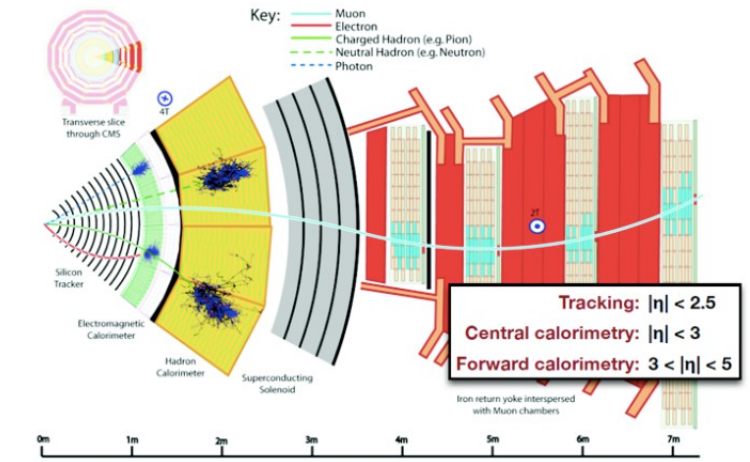 Key:
Muon
Electron
Charged Hadron (e.g. Pion)
Neutral Hadron (e.g. Neutron)
Photon
Transverse slice
through CMS
4T
2T
Silicon
Tracker
Electromagnetic
Calorimeter
Hadron
Calorimeter
Superconducting
Solenoid
Iron return yoke interspersed
with Muon chambers
Tracking: |η| < 2.5
Central calorimetry: |η| < 3
Forward calorimetry: 3 < |η| < 5
0m 1m 2m 3m 4m 5m 6m 7m